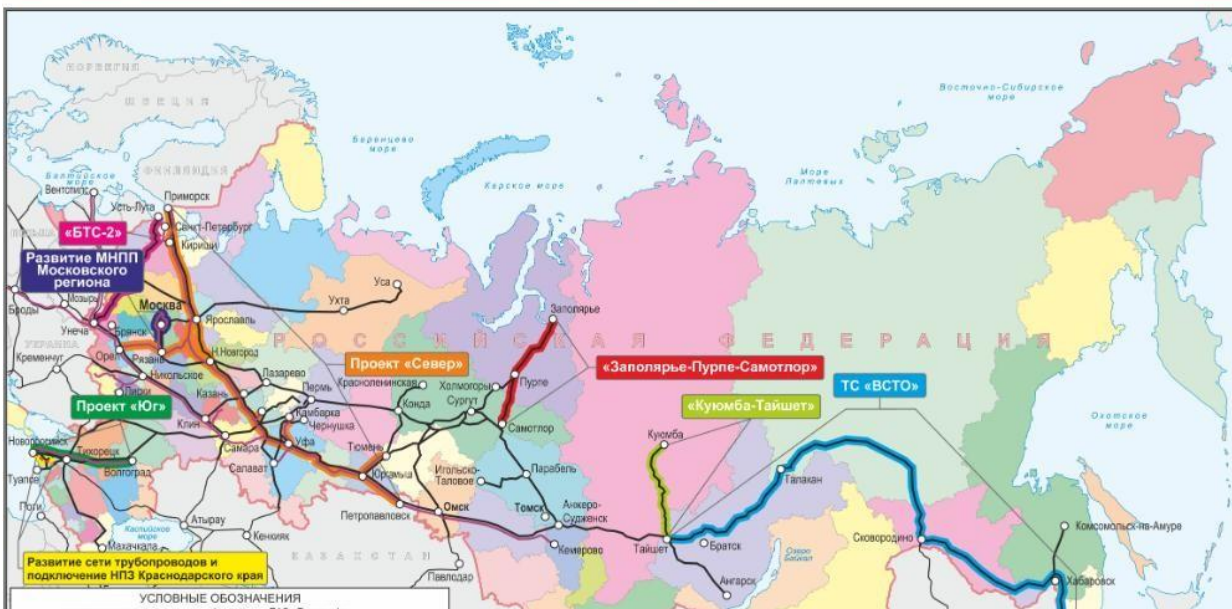 НОРВЕГИЯ
ШВЕЦИЯ
ФИНЛЯНДИЯ
Балтийское
море
Баренцево
море
Карское море
Море
Лаптевых
Восточно-Сибирское
море
Вентспилс
Приморск
Усть-Луга
Санкт-Петербург
Кириши
«БТС-2»
Развитие МНПП
Московского
региона
Мозырь
Броды
Унеча
Москва
Брянск
Ярославль
Ухта
Уса
Заполярье
РОССИЙСКАЯ ФЕДЕРАЦИЯ
УКРАИНА
Кременчуг
Орел
Рязань
Н.Новгород
Никольское
Лазарево
Проект «Север»
Красноленинская
Холмогоры
Пурпе
«Заполярье-Пурпе-Самотлор»
ТС «ВСТО»
«Куюмба-Тайшет»
Проект «Юг»
Казань
Пермь
Камбарка
Чернушка
Конда
Сургут
Самотлор
Куюмба
Охотское
море
Клин
Новороссийск
Тихорецк
Волгоград
Самара
Салават
Уфа
Тюмень
Юргамыш
Игольско-
Таловое
Парабель
Талакан
Туапсе
Поти
Каспийское
море
Махачкала
Атырау
Кенкияк
Петропавловск
Омск
Томск
Анжеро-
Судженск
Кемерово
Тайшет
Братск
Ангарск
Озеро
Байкал
Сковородино
Комсомольск-на-Амуре
Хабаровск
КАЗАХСТАН
Павлодар
Развитие сети трубопроводов и
подключение НПЗ Краснодарского края
УСЛОВНЫЕ ОБОЗНАЧЕНИЯ